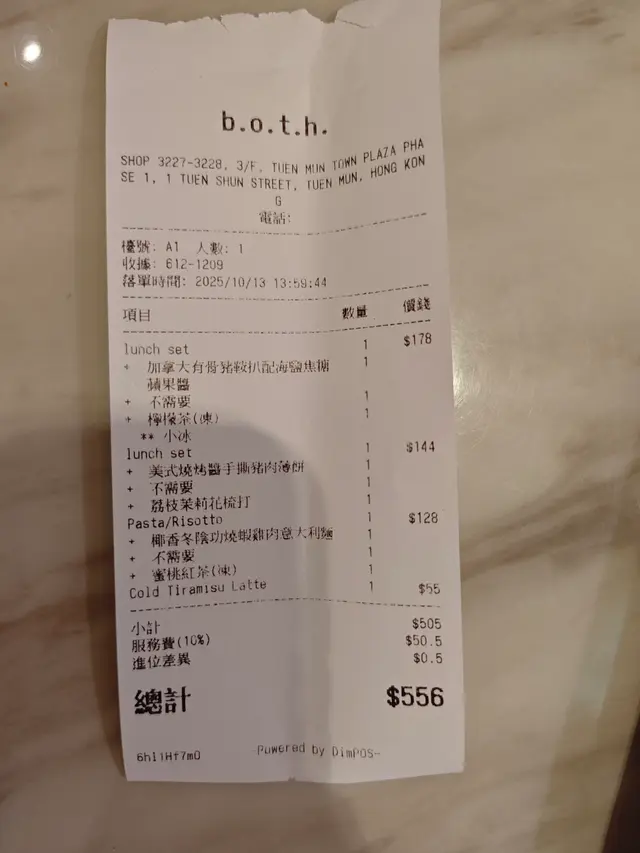 b.o.t.h.
SHOP 3227-3228, 3/F, TUEN MUN TOWN PLAZA PHA
SE 1, 1 TUEN SHUN STREET, TUEN MUN, HONG KON
G
電話:
檯號: A1 人數: 1
收據: 612-1209
落單時間: 2025/10/13 13:59:44
項目 數量 價錢
lunch set 1 $178
+ 加拿大有骨豬鞍扒配海鹽焦糖 1
蘋果醬
+ 不需要 1
+ 檸檬茶(凍) 1
** 小冰
lunch set 1 $144
+ 美式燒烤醬手撕豬肉薄餅 1
+ 不需要 1
+ 荔枝茉莉花梳打 1
Pasta/Risotto 1 $128
+ 椰香冬陰功燒蝦雞肉意大利麵 1
+ 不需要 1
+ 蜜桃紅茶(凍) 1
Cold Tiramisu Latte 1 $55
小計 $505
服務費(10%) $50.5
進位差異 $0.5
總計 $556
6hl1Hf7m0 -Powered by DimPOS-